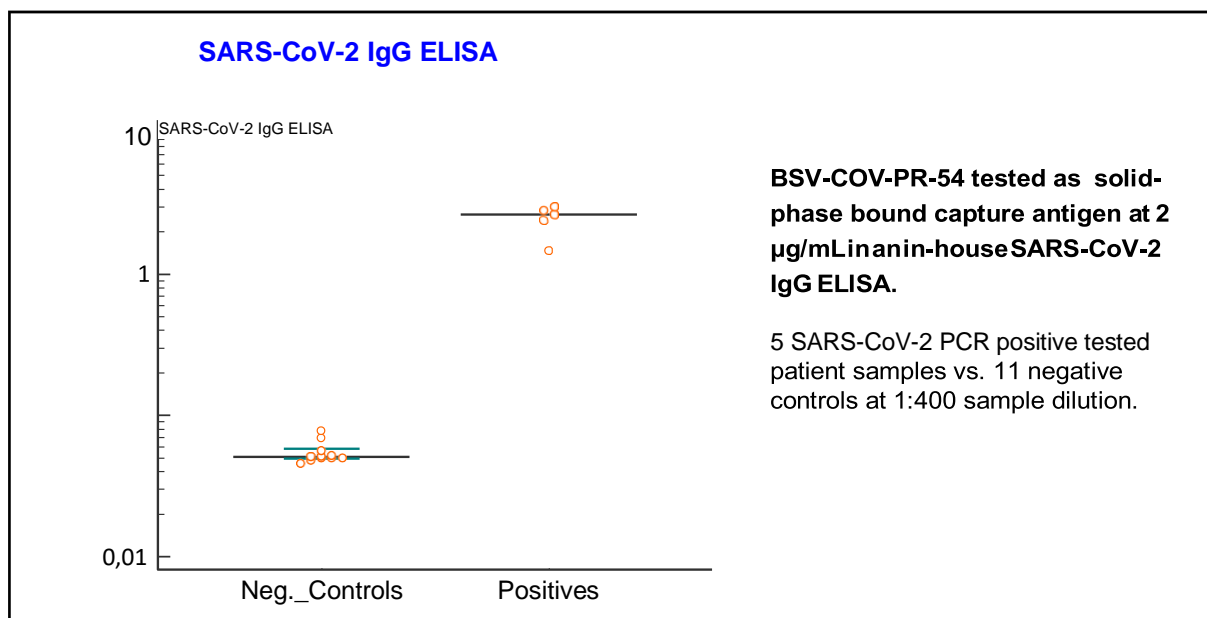 SARS-CoV-2 IgG ELISA
SARS-CoV-2 IgG ELISA
10
1
0,01
Neg._Controls
Positives
BSV-COV-PR-54 tested as solid-
phase bound capture antigen at 2
µg/mLinanin-houseSARS-CoV-2
IgG ELISA.
5 SARS-CoV-2 PCR positive tested
patient samples vs. 11 negative
controls at 1:400 sample dilution.